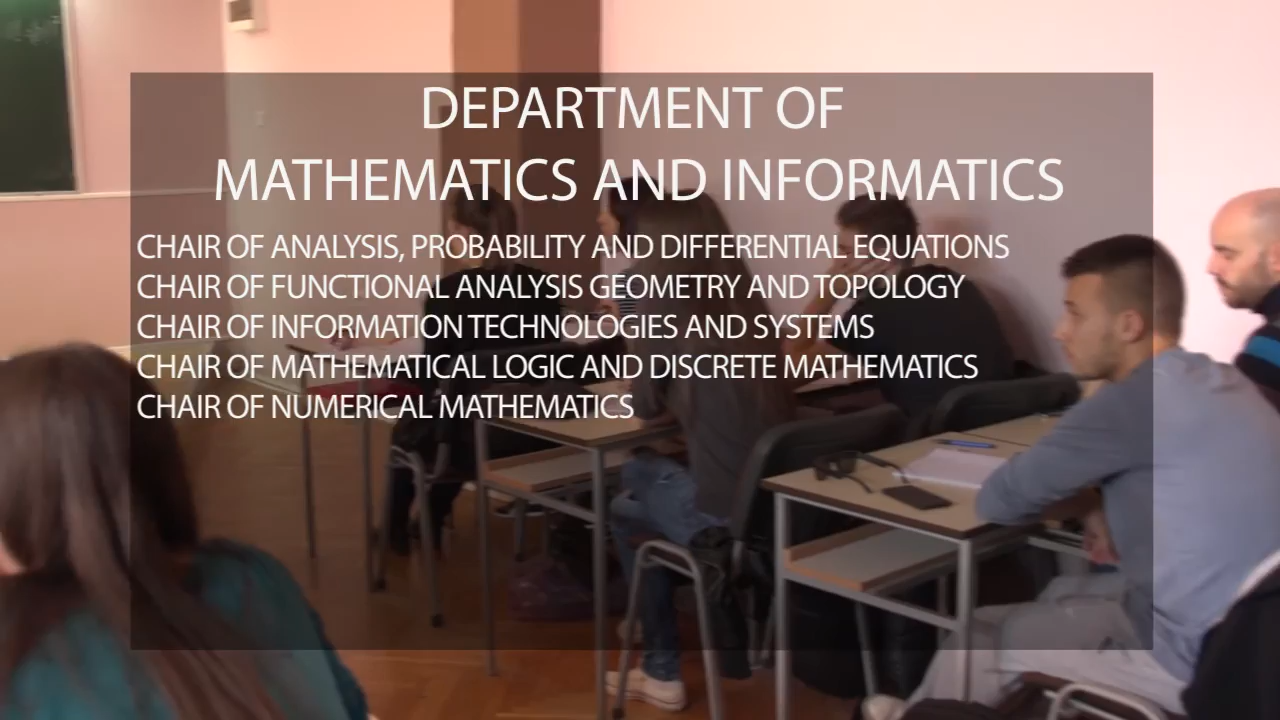 DEPARTMENT OF
MATHEMATICS AND INFORMATICS
CHAIR OF ANALYSIS, PROBABILITY AND DIFFERENTIAL EQUATIONS
CHAIR OF FUNCTIONAL ANALYSIS GEOMETRY AND TOPOLOGY
CHAIR OF INFORMATION TECHNOLOGIES AND SYSTEMS
CHAIR OF MATHEMATICAL LOGIC AND DISCRETE MATHEMATICS
CHAIR OF NUMERICAL MATHEMATICS